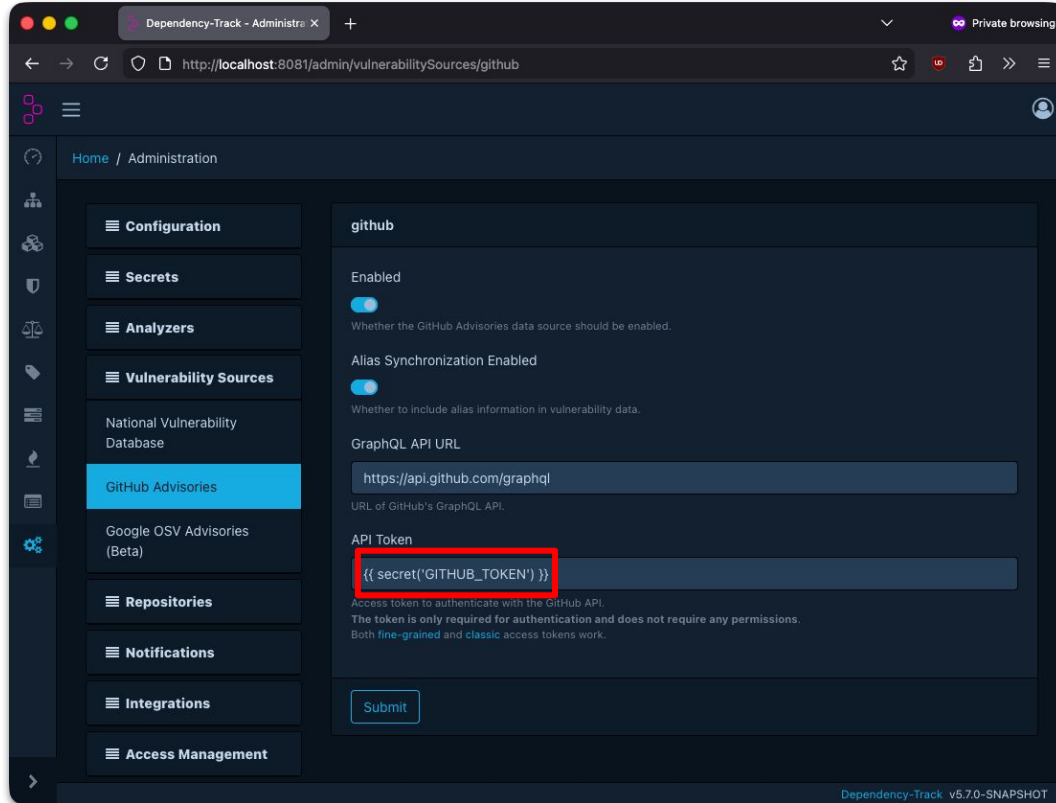 Dependency-Track - Administra
Private browsing
http://localhost:8081/admin/vulnerabilitySources/github
Home / Administration
Configuration
Secrets
Analyzers
Vulnerability Sources
National Vulnerability
Database
GitHub Advisories
Google OSV Advisories
(Beta)
Repositories
Notifications
Integrations
Access Management
github
Enabled
Whether the GitHub Advisories data source should be enabled.
Alias Synchronization Enabled
Whether to include alias information in vulnerability data.
GraphQL API URL
https://api.github.com/graphql
URL of GitHub's GraphQL API.
API Token
{{ secret('GITHUB_TOKEN') }}
Access token to authenticate with the GitHub API.
The token is only required for authentication and does not require any permissions.
Both fine-grained and classic access tokens work.
Submit
Dependency-Track v5.7.0-SNAPSHOT